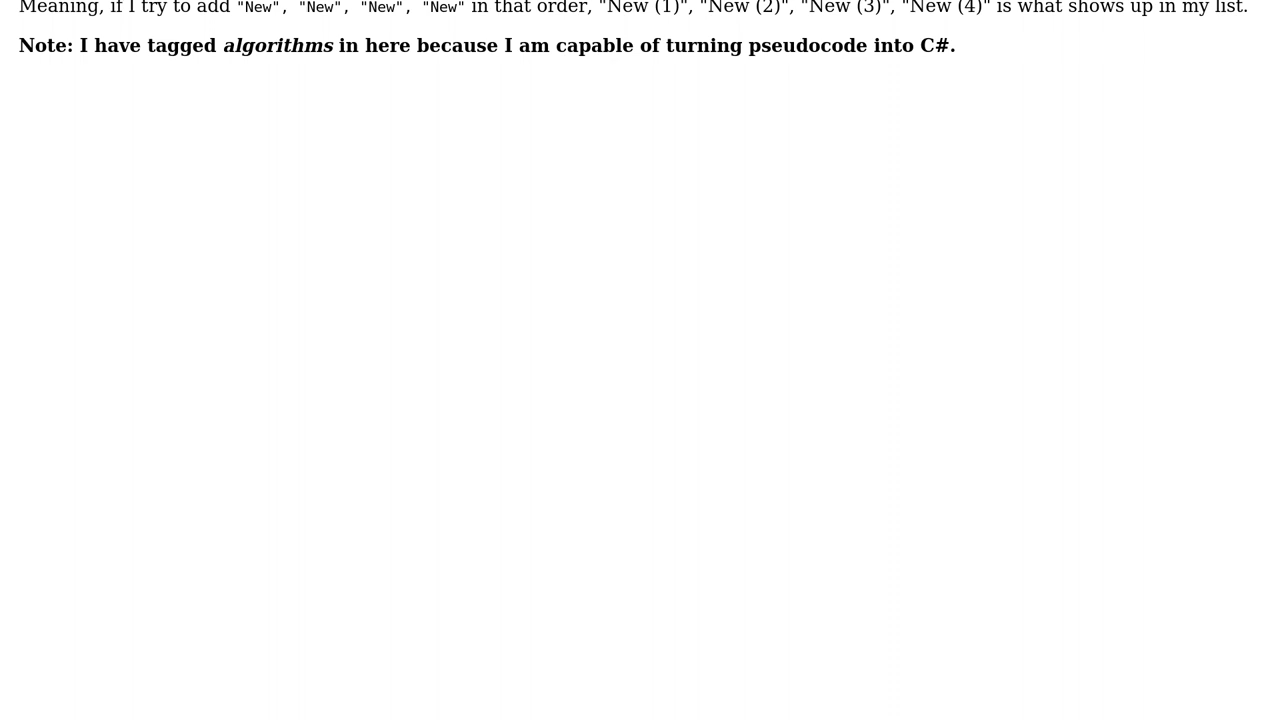 Meaning, if I try to add "New", "New", "New", "New" in that order, "New (1)", "New (2)", "New (3)", "New (4)" is what shows up in my list.
Note: I have tagged algorithms in here because I am capable of turning pseudocode into C#.